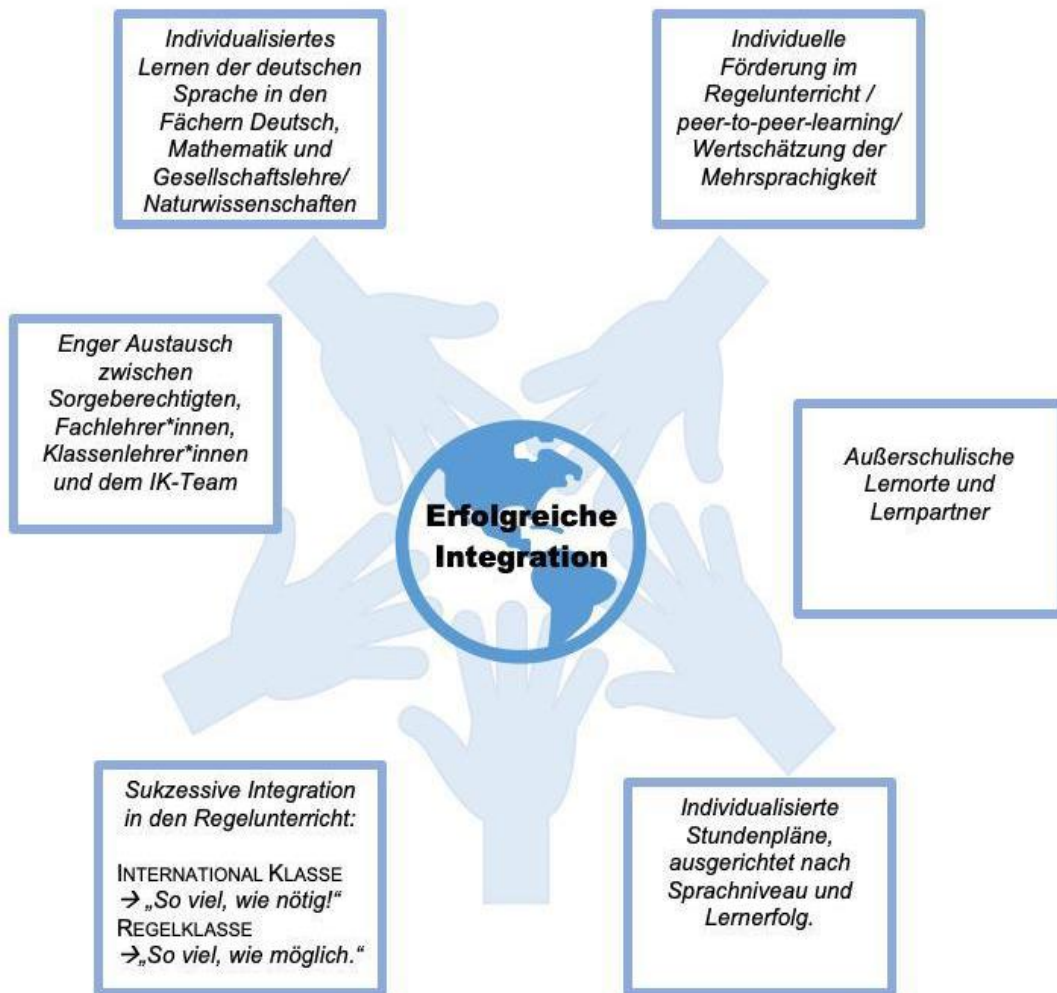 Individualisiertes
Lernen der deutschen
Sprache in den
Fächern Deutsch,
Mathematik und
Gesellschaftslehre/
Naturwissenschaften
Individuelle
Förderung im
Regelunterricht /
peer-to-peer-learning/
Wertschätzung der
Mehrsprachigkeit
Enger Austausch
zwischen
Sorgeberechtigten,
Fachlehrer*innen,
Klassenlehrer*innen
und dem IK-Team
Außerschulische
Lernorte und
Lernpartner
Erfolgreiche
Integration
Sukzessive Integration
in den Regelunterricht:
INTERNATIONAL KLASSE
→ „So viel, wie nötig!“
REGELKLASSE
→„So viel, wie möglich.“
Individualisierte
Stundenpläne,
ausgerichtet nach
Sprachniveau und
Lernerfolg.